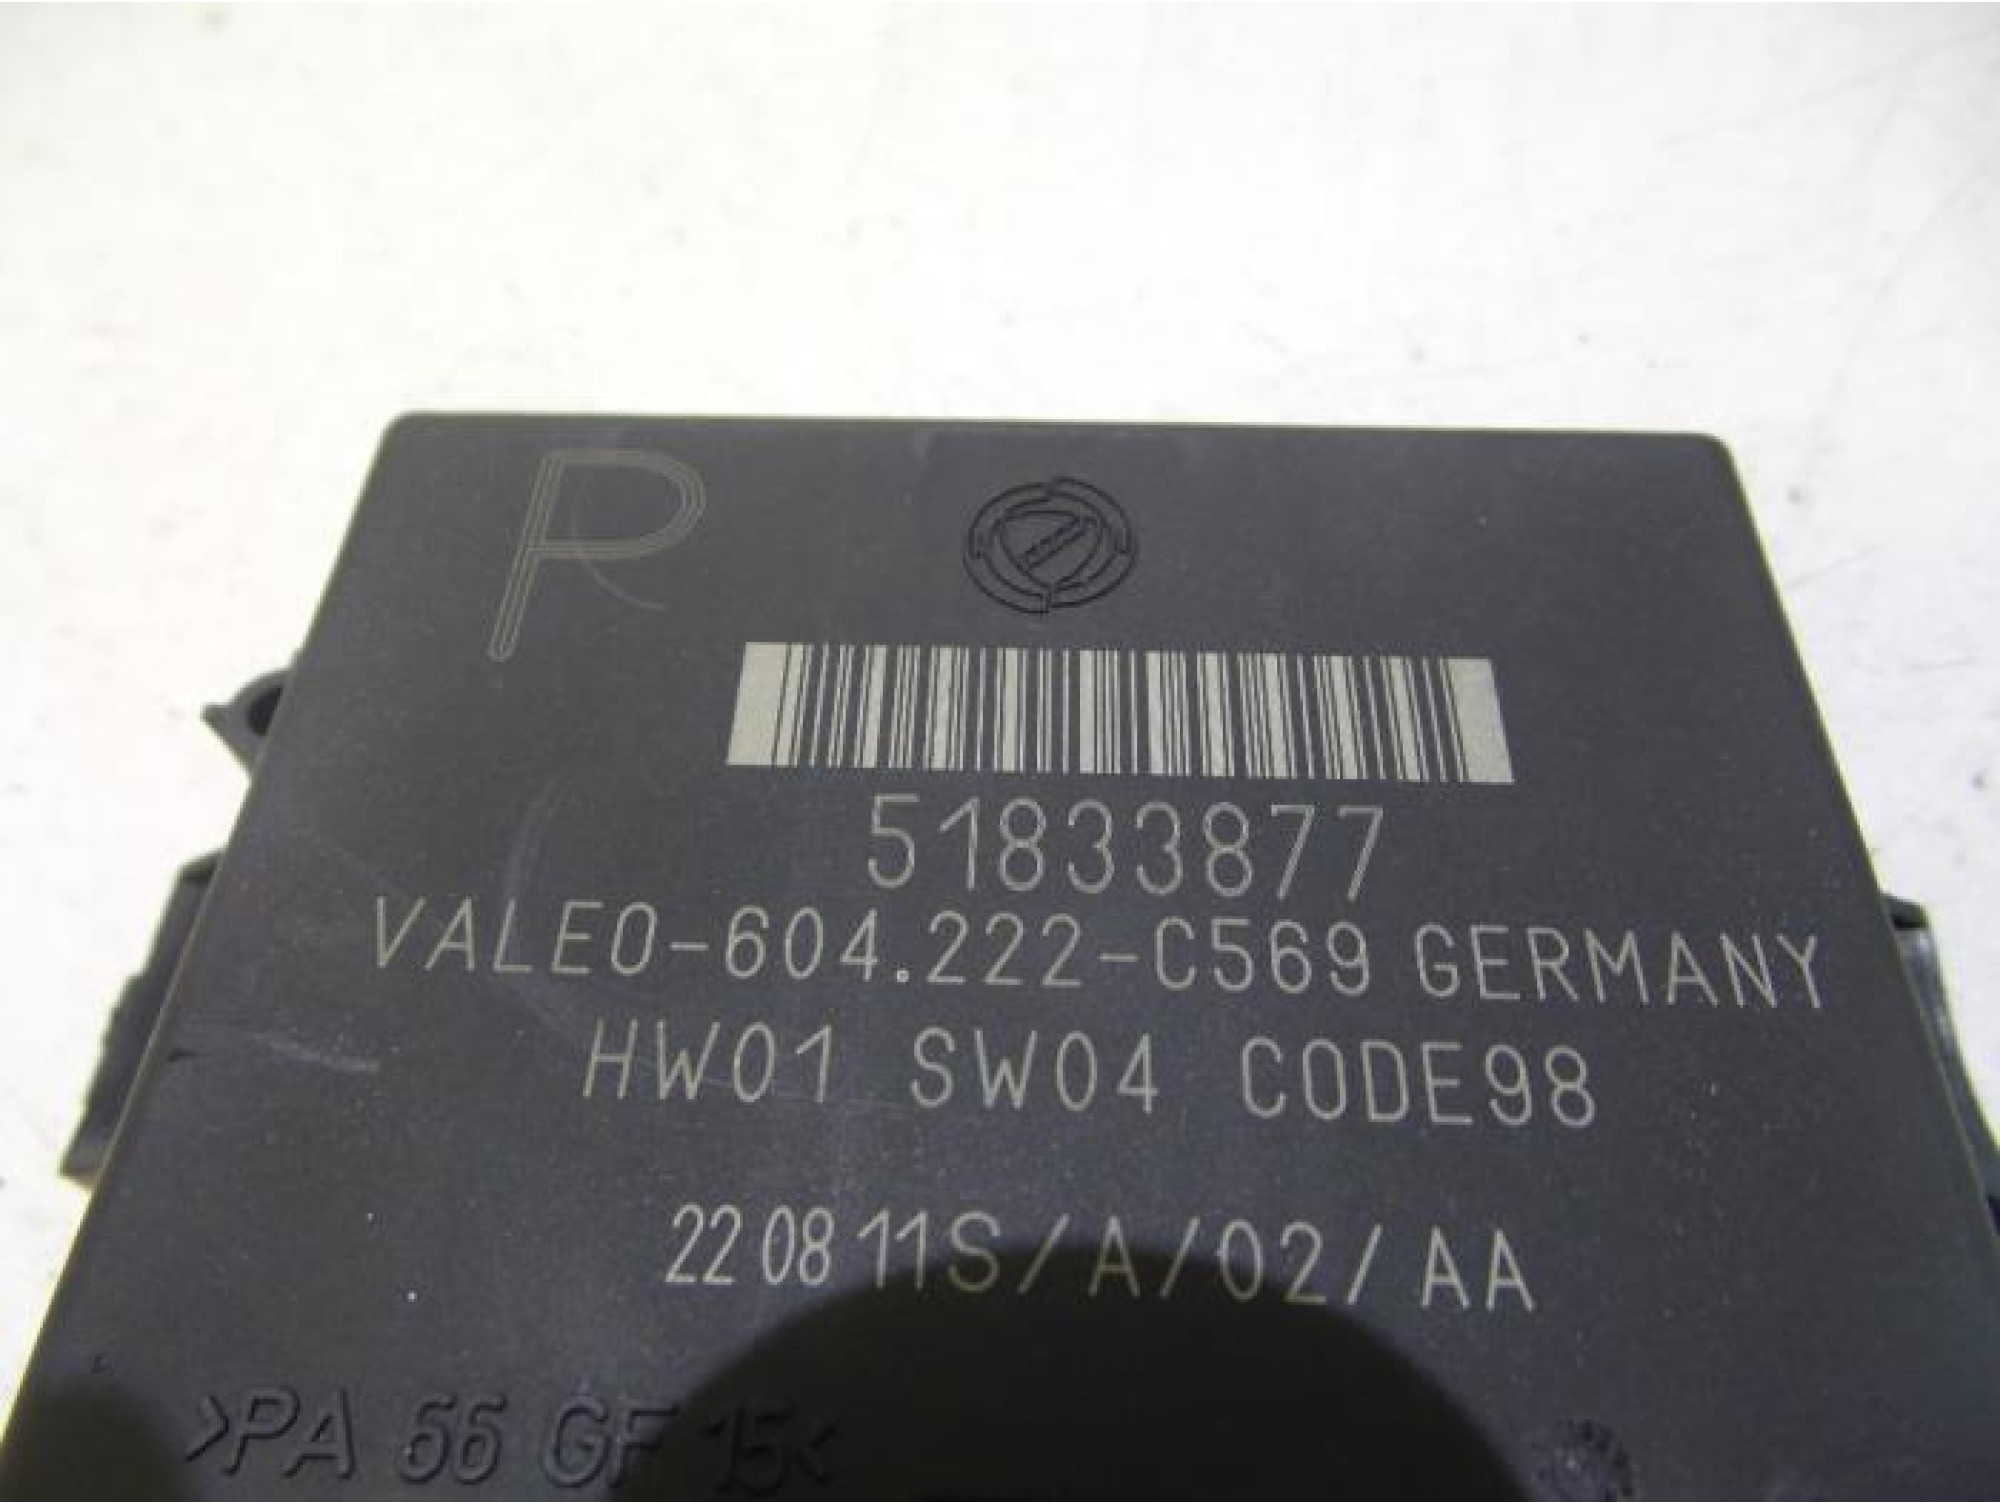 P
51833877
VALEO-604.222-C569 GERMANY
HW01 SW04 CODE98
22 08 11S/A/02/AA
>PA 66 GF 15<